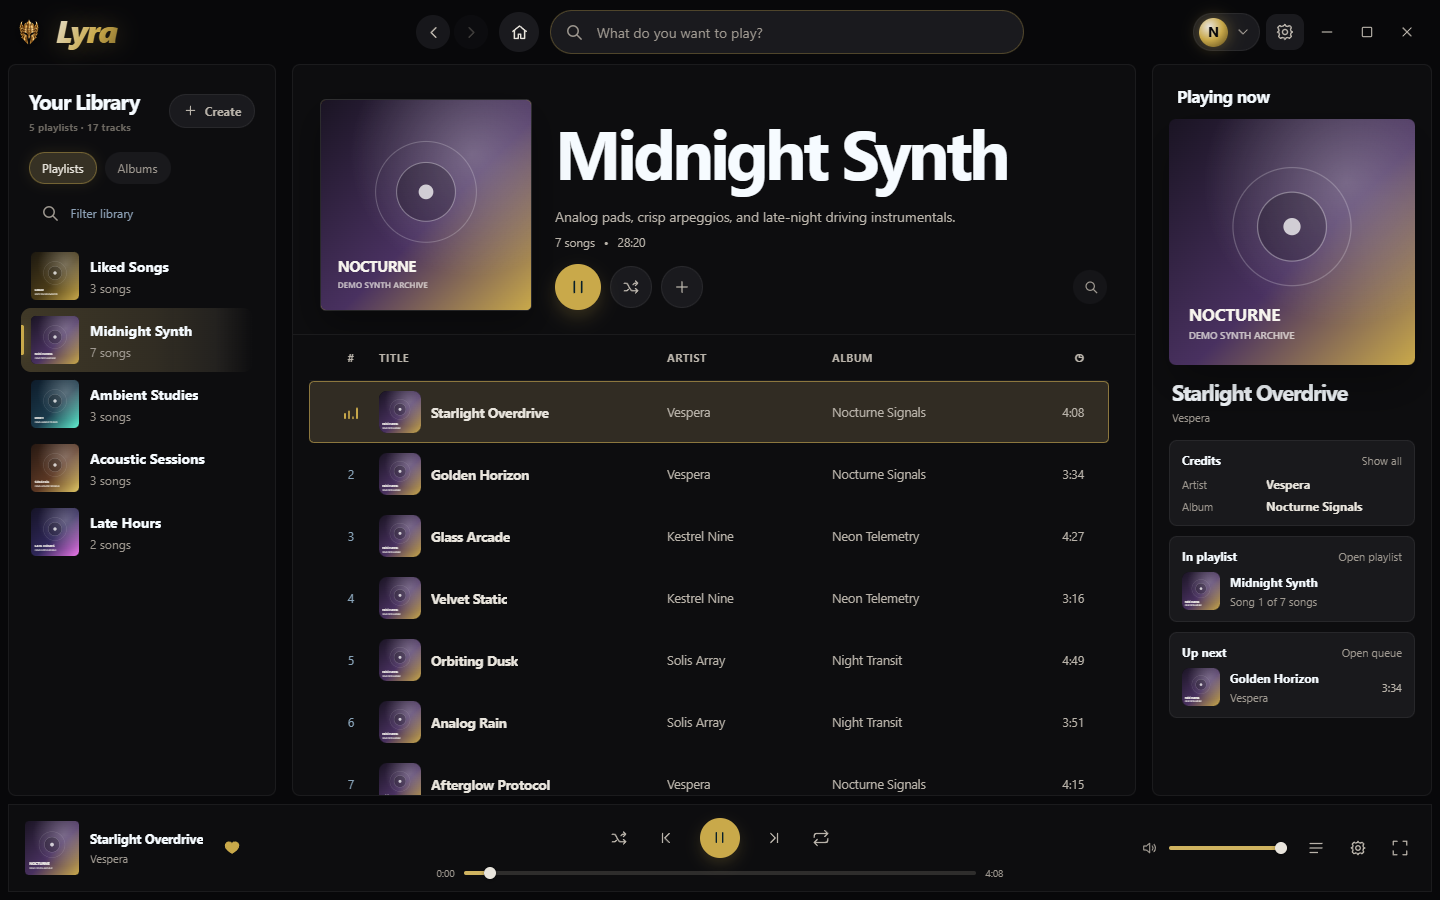 Lyra
What do you want to play?
N
Your Library
5 playlists • 17 tracks
Create
Playlists
Albums
Filter library
Liked Songs
3 songs
Midnight Synth
7 songs
Ambient Studies
3 songs
Acoustic Sessions
3 songs
Late Hours
2 songs
NOCTURNE
DEMO SYNTH ARCHIVE
Midnight Synth
Analog pads, crisp arpeggios, and late-night driving instrumentals.
7 songs • 28:20
# TITLE ARTIST ALBUM
Starlight Overdrive Vespera Nocturne Signals 4:08
2 Golden Horizon Vespera Nocturne Signals 3:34
3 Glass Arcade Kestrel Nine Neon Telemetry 4:27
4 Velvet Static Kestrel Nine Neon Telemetry 3:16
5 Orbiting Dusk Solis Array Night Transit 4:49
6 Analog Rain Solis Array Night Transit 3:51
7 Afterglow Protocol Vespera Nocturne Signals 4:15
Playing now
NOCTURNE
DEMO SYNTH ARCHIVE
Starlight Overdrive
Vespera
Credits Show all
Artist Vespera
Album Nocturne Signals
In playlist Open playlist
Midnight Synth
Song 1 of 7 songs
Up next Open queue
Golden Horizon
Vespera
3:34
NOCTURNE
Starlight Overdrive
Vespera
0:00
4:08